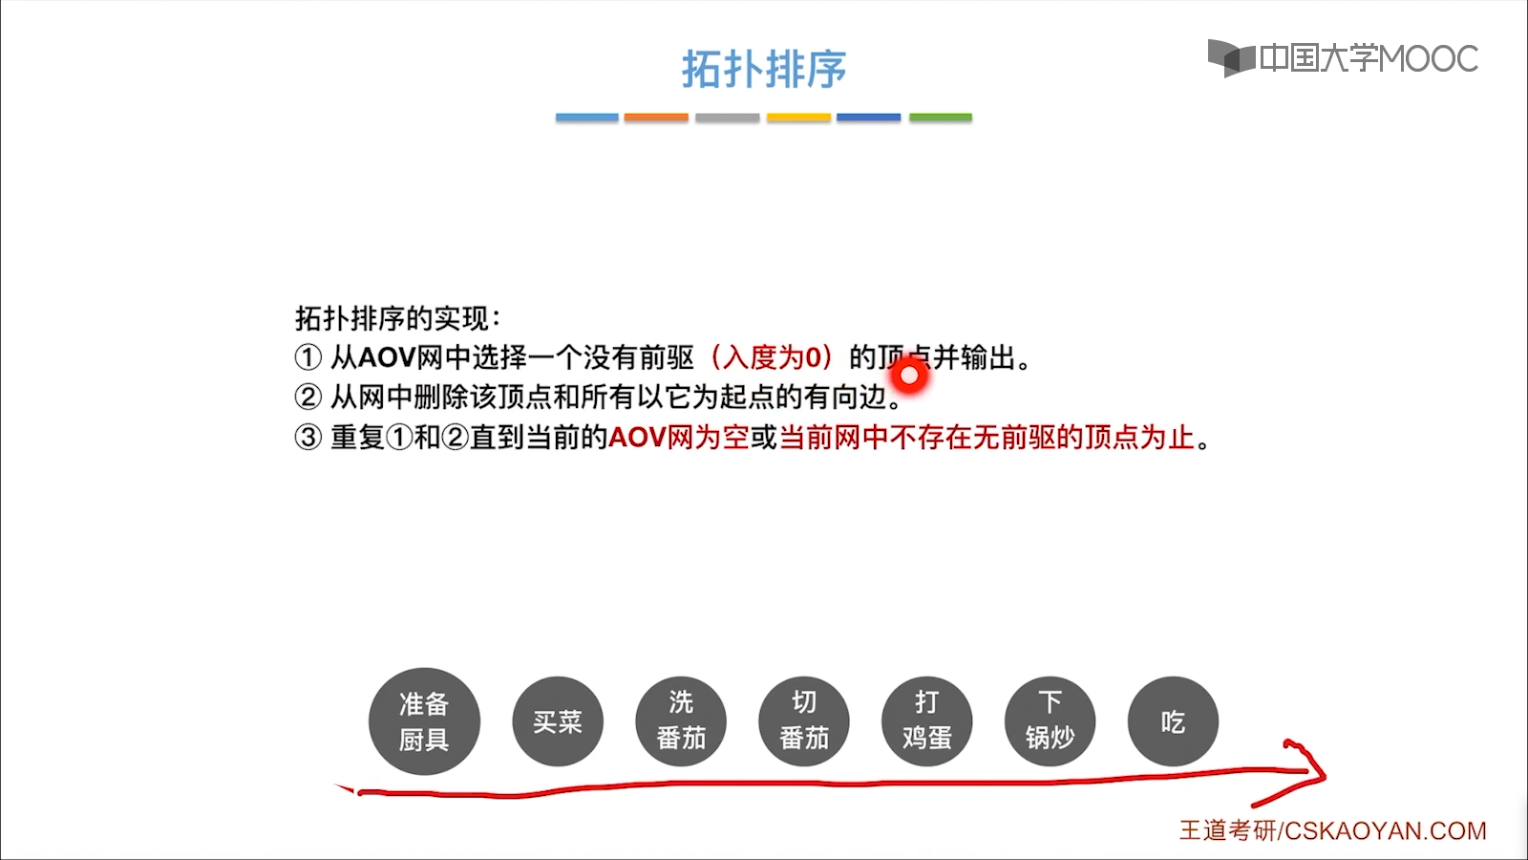 拓扑排序
中国大学MOOC
拓扑排序的实现：
① 从AOV网中选择一个没有前驱（入度为0）的顶点并输出。
② 从网中删除该顶点和所有以它为起点的有向边。
③ 重复①和②直到当前的AOV网为空或当前网中不存在无前驱的顶点为止。
准备
厨具
买菜
洗
番茄
切
番茄
打
鸡蛋
下
锅炒
吃
王道考研/CSKAOYAN.COM